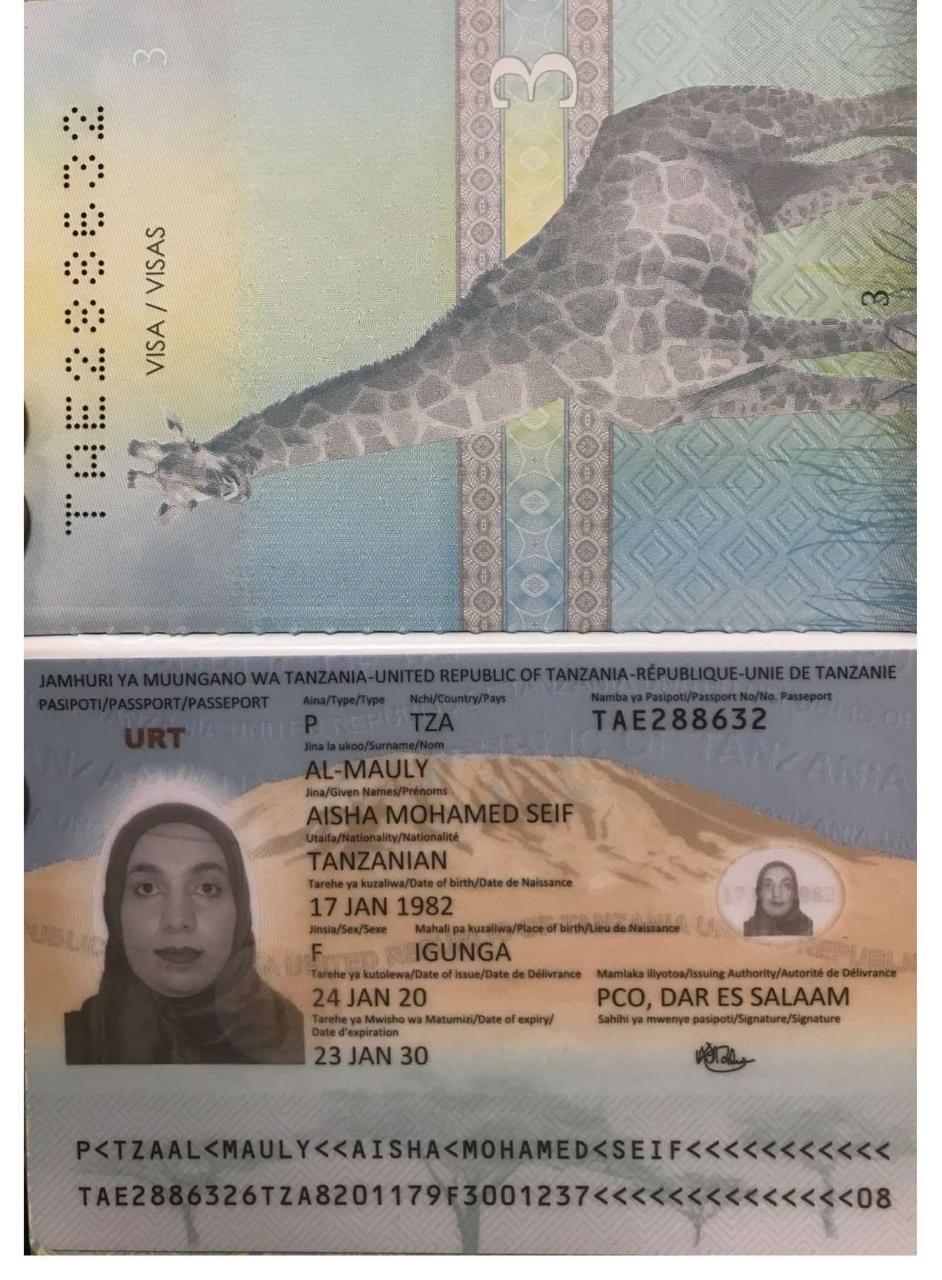 3
TAE288632
VISA / VISAS
3
3
JAMHURI YA MUUNGANO WA TANZANIA-UNITED REPUBLIC OF TANZANIA-RÉPUBLIQUE-UNIE DE TANZANIE
PASIPOTI/PASSPORT/PASSEPORT
URT
Aina/Type/Type Nchi/Country/Pays Namba ya Pasipoti/Passport No/No. Passeport
P TZA TAE288632
Jina la ukoo/Surname/Nom
AL-MAULY
Jina/Given Names/Prénoms
AISHA MOHAMED SEIF
Utaifa/Nationality/Nationalité
TANZANIAN
Tarehe ya kuzaliwa/Date of birth/Date de Naissance
17 JAN 1982
Jinsia/Sex/Sexe Mahali pa kuzaliwa/Place of birth/Lieu de Naissance
F IGUNGA
Tarehe ya kutolewa/Date of issue/Date de Délivrance Mamlaka iliyotoa/Issuing Authority/Autorité de Délivrance
24 JAN 20 PCO, DAR ES SALAAM
Tarehe ya Mwisho wa Matumizi/Date of expiry/ Sahihi ya mwenye pasipoti/Signature/Signature
Date d'expiration
23 JAN 30
P<TZAAL<MAULY<<AISHA<MOHAMED<SEIF<<<<<<<<<<<
TAE2886326TZA8201179F3001237<<<<<<<<<<<<<<08